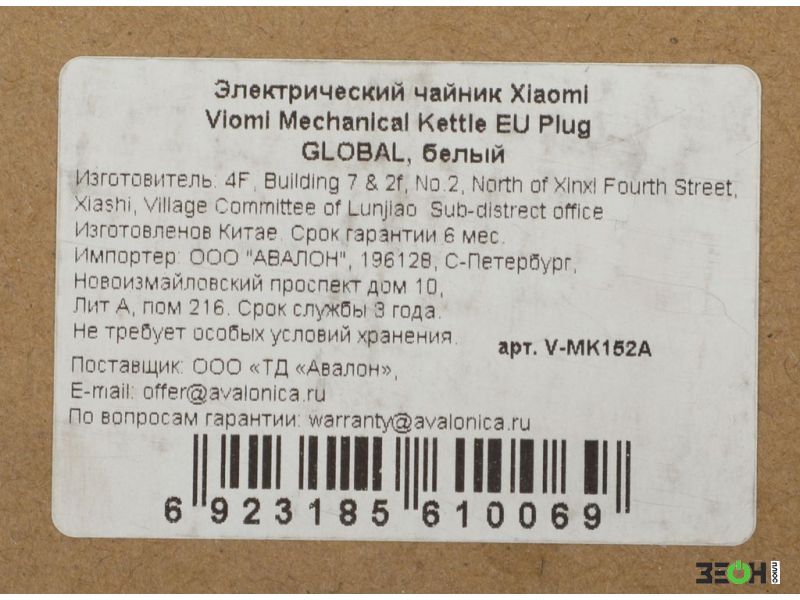 Электрический чайник Xiaomi
Viomi Mechanical Kettle EU Plug
GLOBAL, белый
Изготовитель: 4F, Building 7 & 2f, No.2, North of Xinxi Fourth Street,
Xiashi, Village Committee of Lunjiao Sub-distrect office
Изготовленов Китае. Срок гарантии 6 мес.
Импортер: ООО "АВАЛОН", 196128, С-Петербург,
Новоизмайловский проспект дом 10,
Лит А, пом 216. Срок службы 3 года.
Не требует особых условий хранения.
арт. V-MK152A
Поставщик: ООО «ТД «Авалон»,
E-mail: offer@avalonica.ru
По вопросам гарантии: warranty@avalonica.ru
6 923185 610069
ЗЕОН ПЛЮС